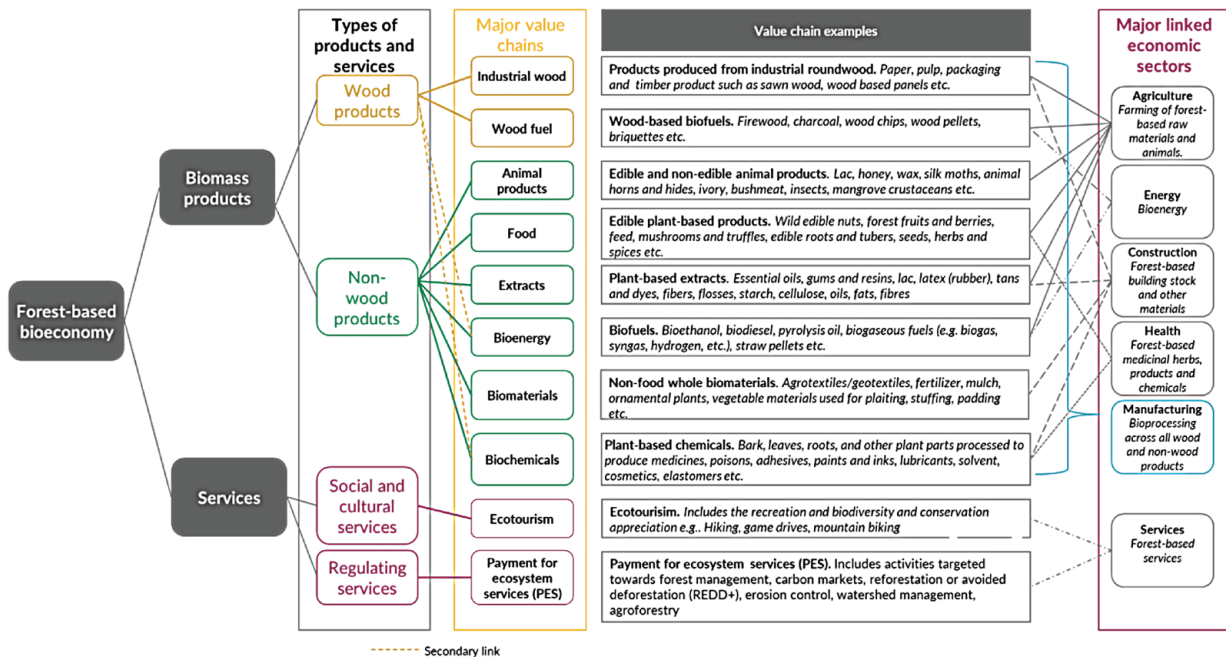 Types of
products and
services
Major value
chains
Value chain examples
Major linked
economic
sectors
Forest-based
bioeconomy
Biomass
products
Services
Wood
products
Non-
wood
products
Social and
cultural
services
Regulating
services
Industrial wood
Wood fuel
Animal
products
Food
Extracts
Bioenergy
Biomaterials
Biochemicals
Ecotourism
Payment for
ecosystem
services (PES)
Products produced from industrial roundwood. Paper, pulp, packaging
and timber product such as sawn wood, wood based panels etc.
Wood-based biofuels. Firewood, charcoal, wood chips, wood pellets,
briquettes etc.
Edible and non-edible animal products. Lac, honey, wax, silk moths, animal
horns and hides, ivory, bushmeat, insects, mangrove crustaceans etc.
Edible plant-based products. Wild edible nuts, forest fruits and berries,
feed, mushrooms and truffles, edible roots and tubers, seeds, herbs and
spices etc.
Plant-based extracts. Essential oils, gums and resins, lac, latex (rubber), tans
and dyes, fibers, flosses, starch, cellulose, oils, fats, fibres
Biofuels. Bioethanol, biodiesel, pyrolysis oil, biogaseous fuels (e.g. biogas,
syngas, hydrogen, etc.), straw pellets etc.
Non-food whole biomaterials. Agrotextiles/geotextiles, fertilizer, mulch,
ornamental plants, vegetable materials used for plaiting, stuffing, padding
etc.
Plant-based chemicals. Bark, leaves, roots, and other plant parts processed to
produce medicines, poisons, adhesives, paints and inks, lubricants, solvent,
cosmetics, elastomers etc.
Ecotourism. Includes the recreation and biodiversity and conservation
appreciation e.g.. Hiking, game drives, mountain biking
Payment for ecosystem services (PES). Includes activities targeted
towards forest management, carbon markets, reforestation or avoided
deforestation (REDD+), erosion control, watershed management,
agroforestry
Agriculture
Farming of forest-
based raw
materials and
animals.
Energy
Bioenergy
Construction
Forest-based
building stock
and other
materials
Health
Forest-based
medicinal herbs,
products and
chemicals
Manufacturing
Bioprocessing
across all wood
and non-wood
products
Services
Forest-based
services
Secondary link